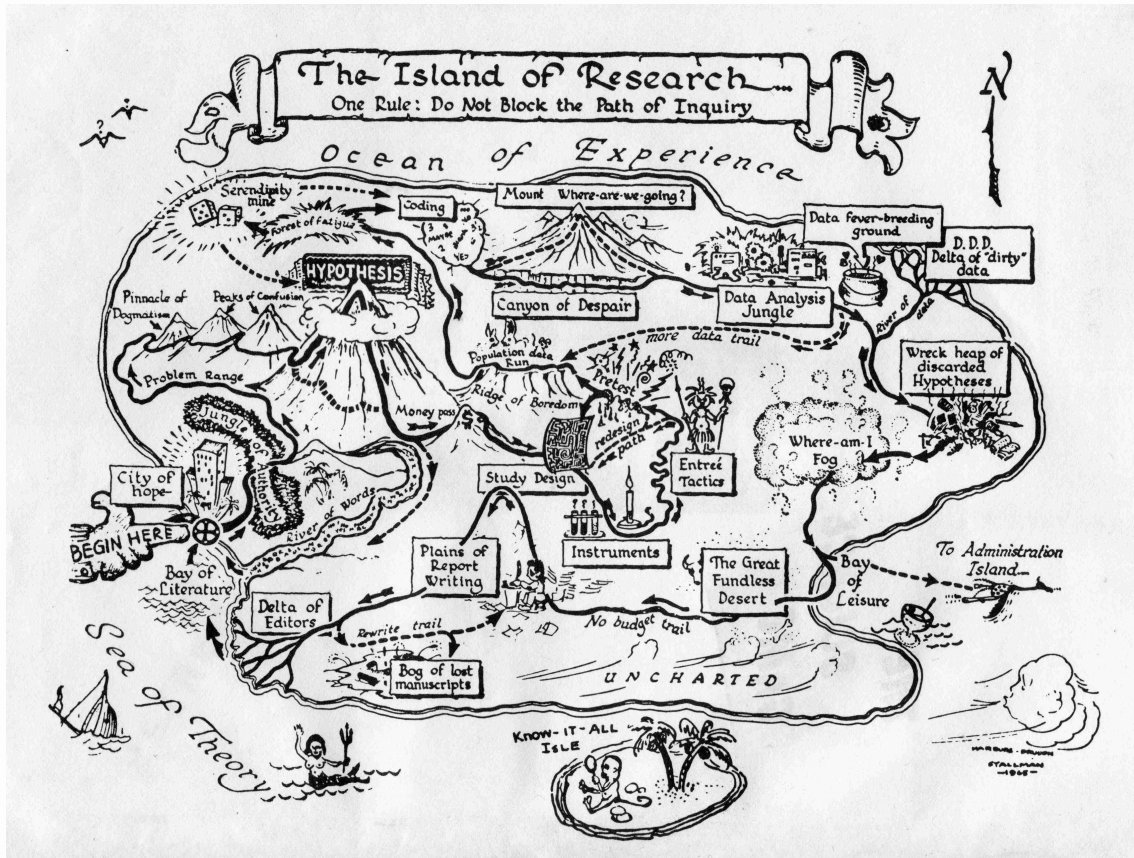 The Island of Research...
One Rule: Do Not Block the Path of Inquiry
N
?
Ocean of Experience
Serendipity
mine
Forest of fatigue
Coding
3
MAYBE
YES
Mount Where-are-we-going?
Data fever-breeding
ground
D.D.D.
Delta of "dirty"
data
HYPOTHESIS
Pinnacle of
Dogmatism
Peaks of Confusion
Canyon of Despair
Data Analysis
Jungle
River of
data
more data trail
Population data
Run
Wreck heap of
discarded
Hypotheses
Problem Range
Ridge of Boredom
Pretest
Money pass
Jungle of
Authority
redesign
path
Where-am-I
Fog
City of
hope
Study Design
Entreé
Tactics
River of Words
BEGIN HERE
Instruments
Bay of
Literature
Plains of
Report
Writing
The Great
Fundless
Desert
Bay
of
Leisure
To Administration
Island...
Delta of
Editors
Rewrite trail
No budget trail
Bog of lost
manuscripts
UNCHARTED
Sea of Theory
KNOW-IT-ALL
ISLE
HARBURG-
STALLMAN
-1965-